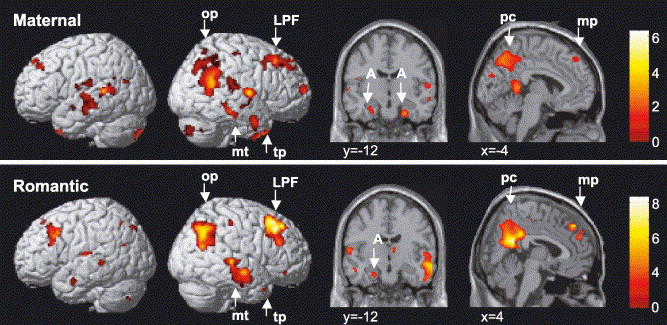 Maternal
op
LPF
A
A
pc
mp
6
4
2
0
mt
tp
y=-12
x=-4
Romantic
op
LPF
A
pc
mp
8
6
4
2
0
mt
tp
y=-12
x=4